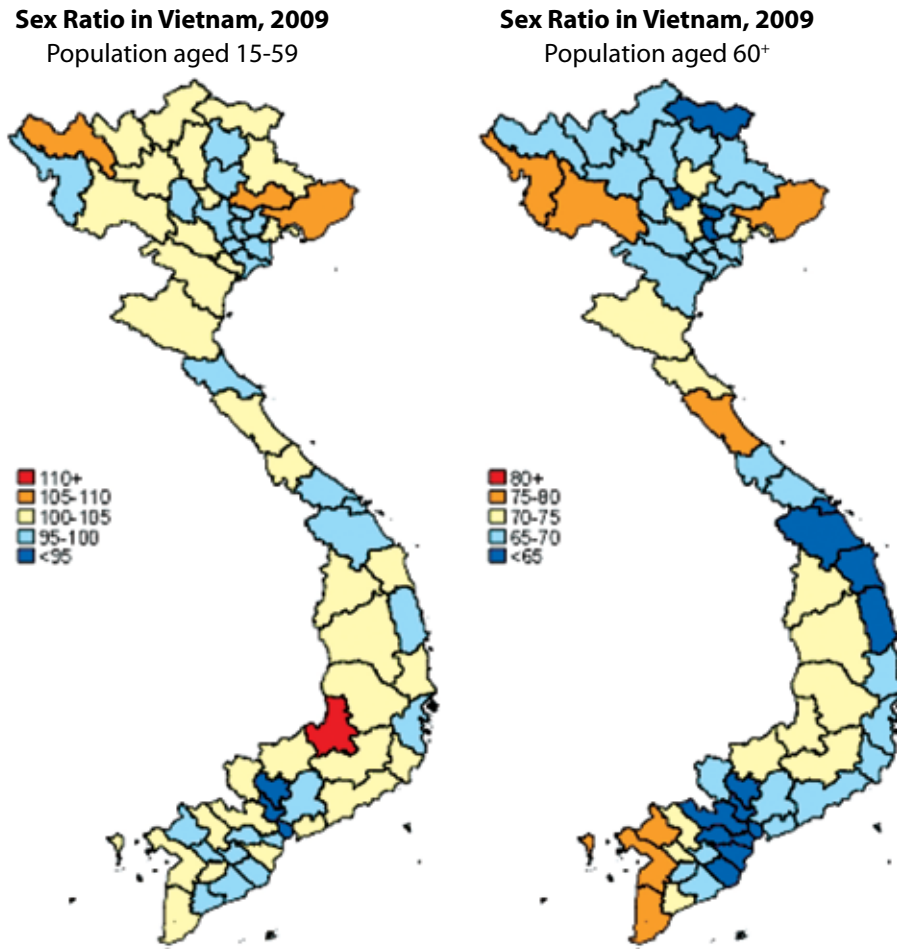 Sex Ratio in Vietnam, 2009
Population aged 15-59
110+
105-110
100-105
95-100
<95
Sex Ratio in Vietnam, 2009
Population aged 60+
80+
75-80
70-75
65-70
<65